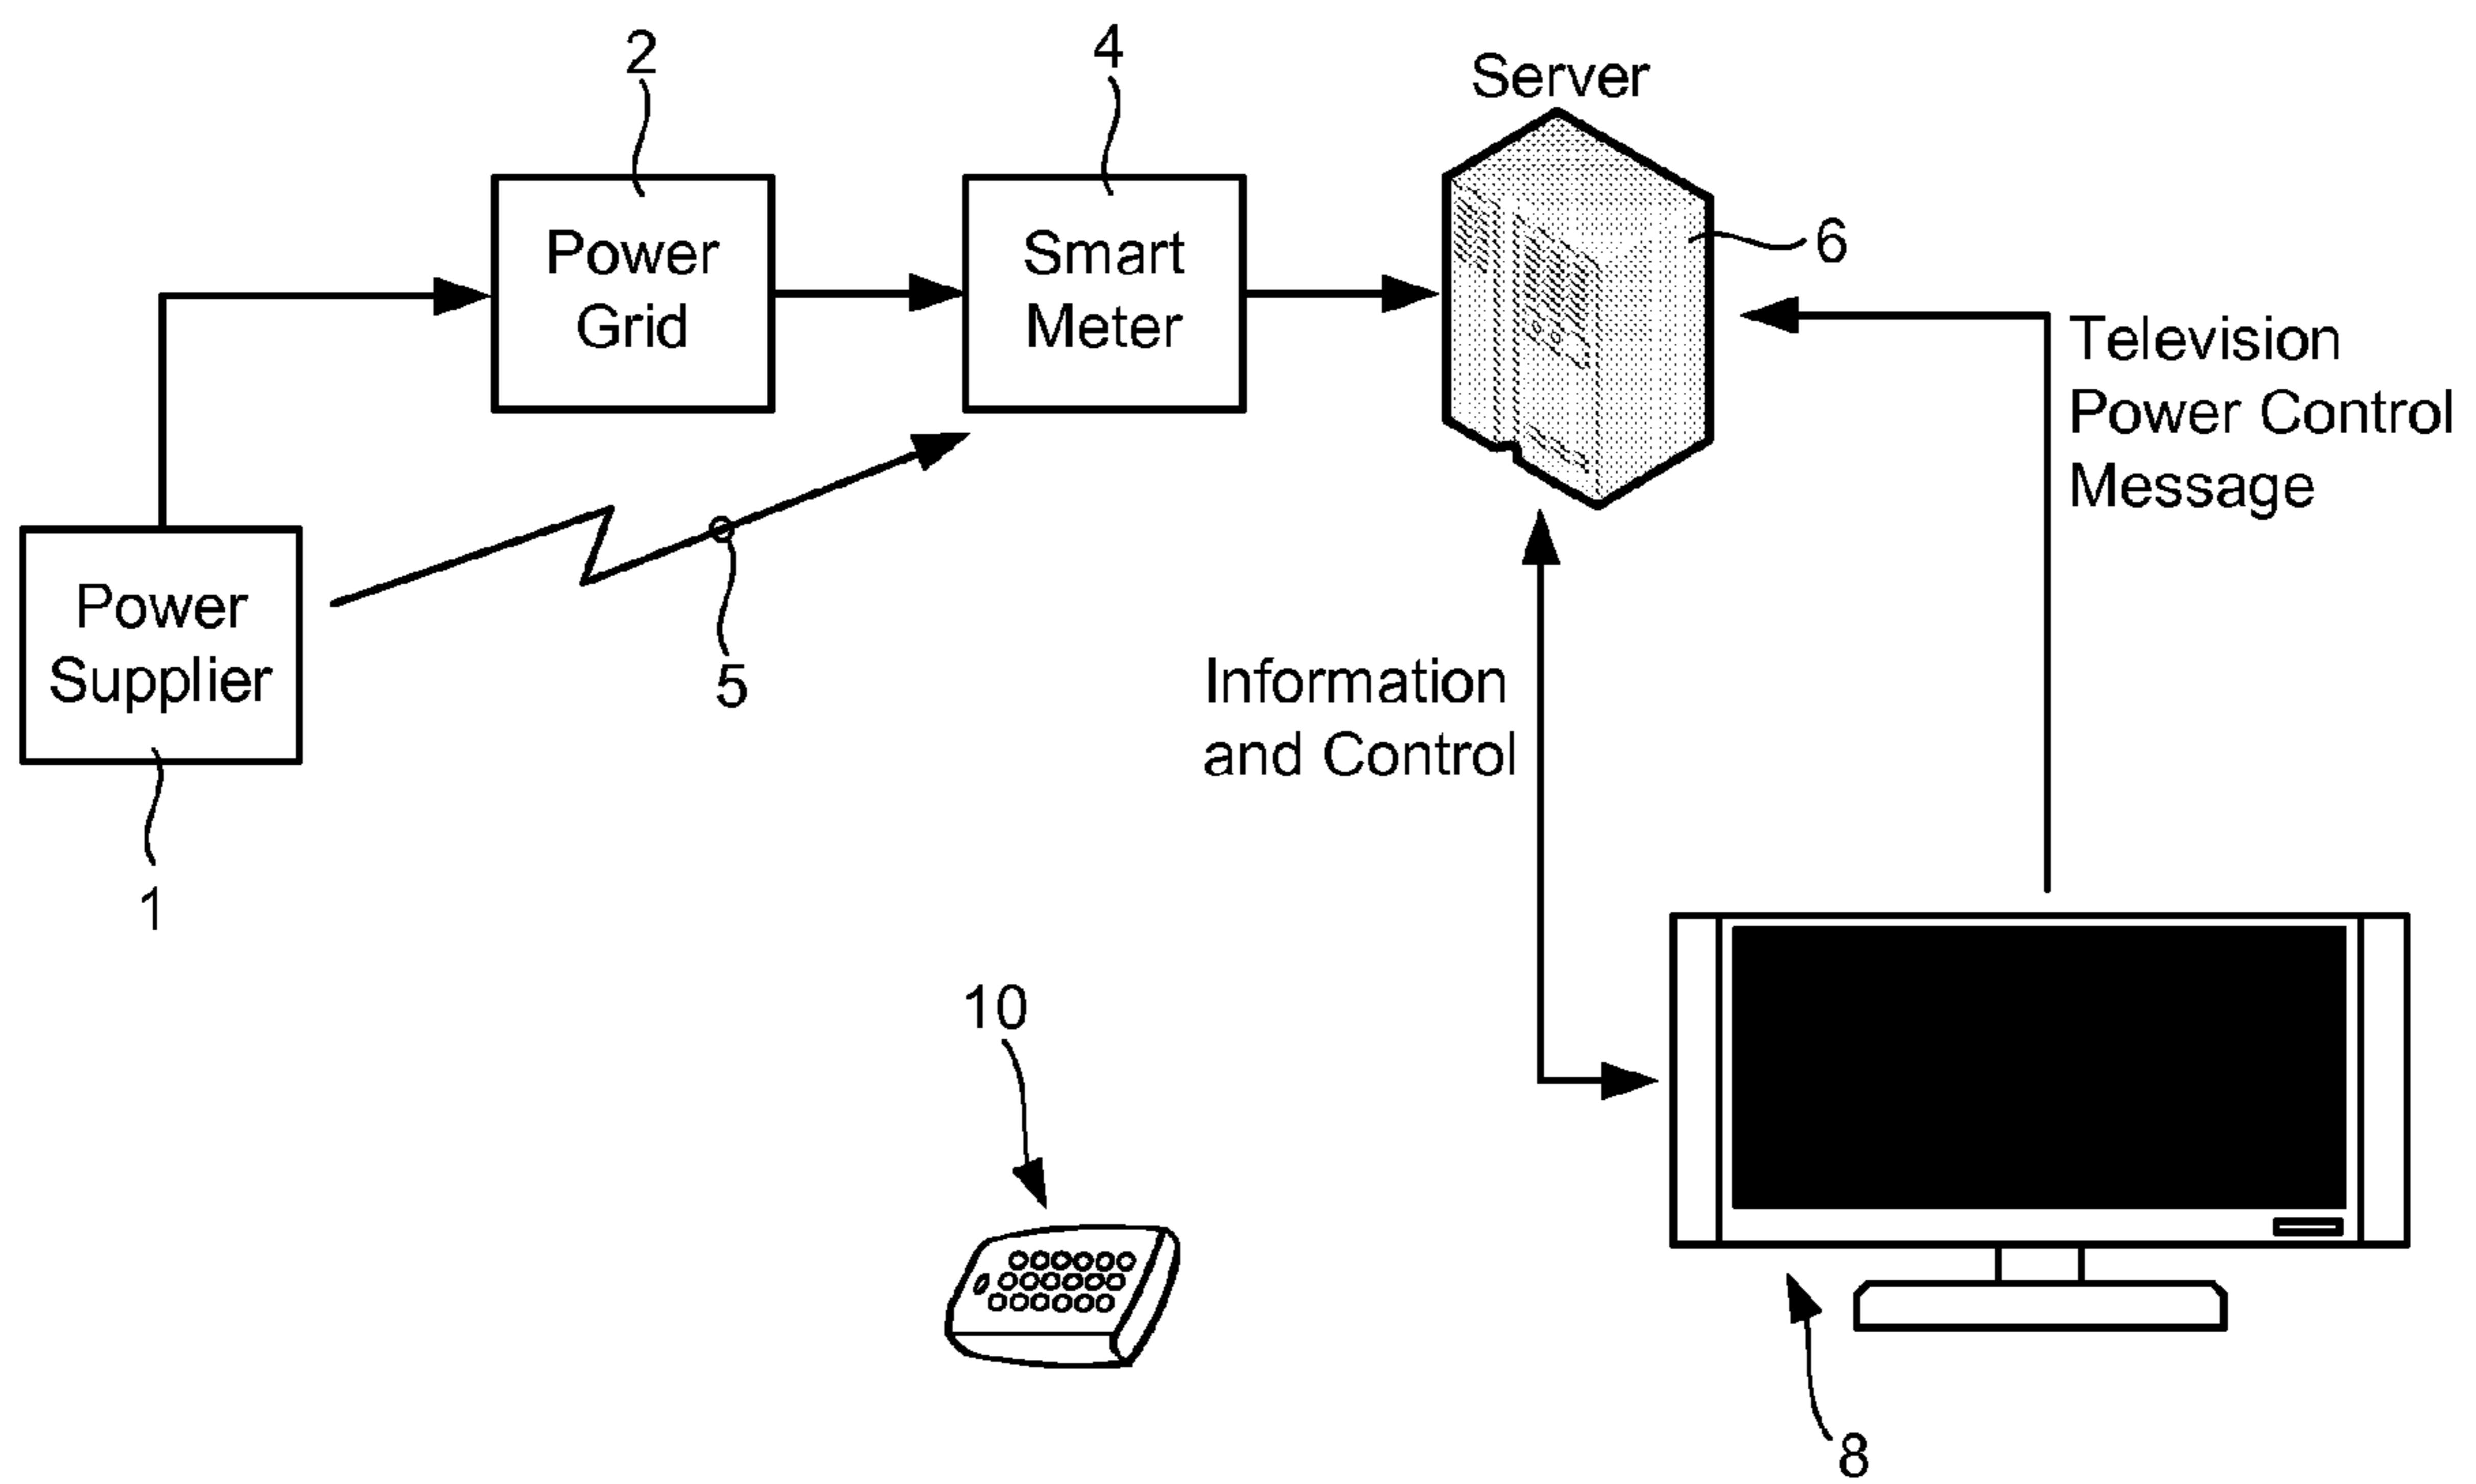 2
4
Server
Power
Grid
Smart
Meter
6
Television
Power Control
Message
Power
Supplier
5
Information
and Control
1
10
8